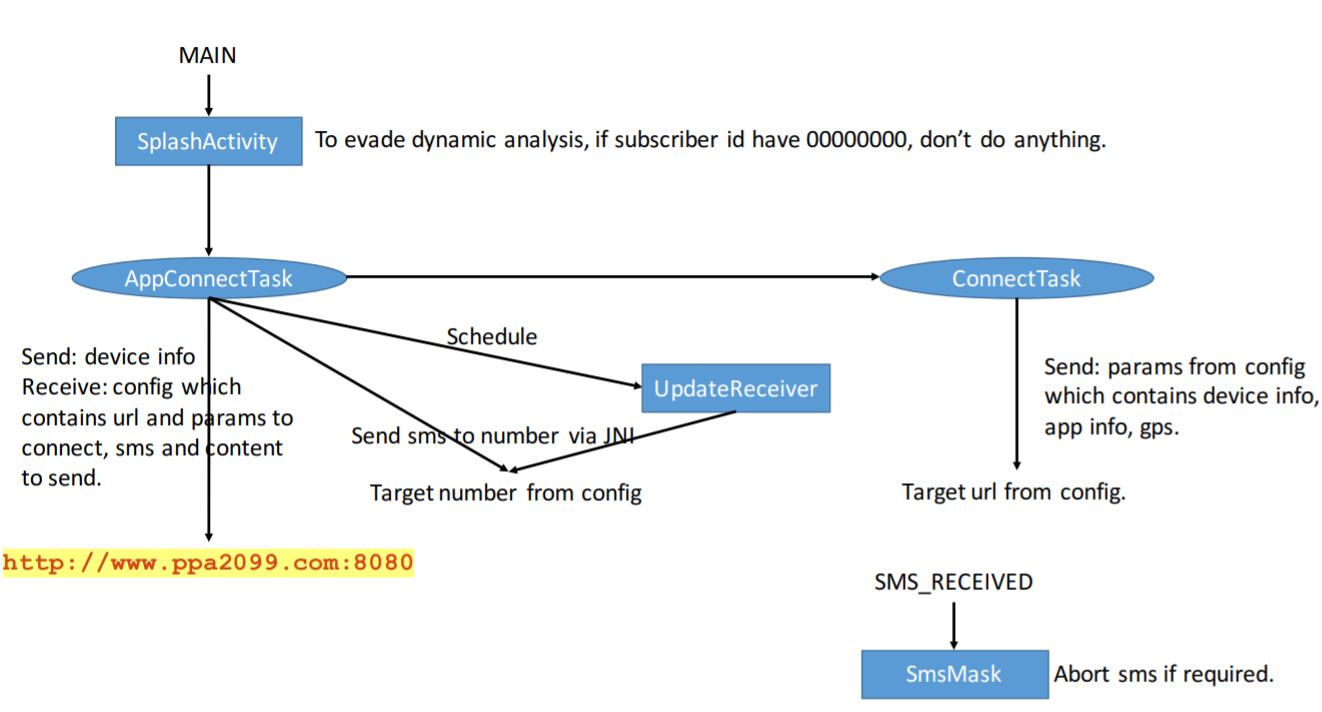 MAIN
SplashActivity
To evade dynamic analysis, if subscriber id have 00000000, don't do anything.
AppConnectTask
ConnectTask
Schedule
Send: device info
Receive: config which
contains url and params to
connect, sms and content
to send.
UpdateReceiver
Send: params from config
which contains device info,
app info, gps.
Send sms to number via JNI
Target number from config
Target url from config.
http://www.ppa2099.com:8080
SMS_RECEIVED
SmsMask
Abort sms if required.